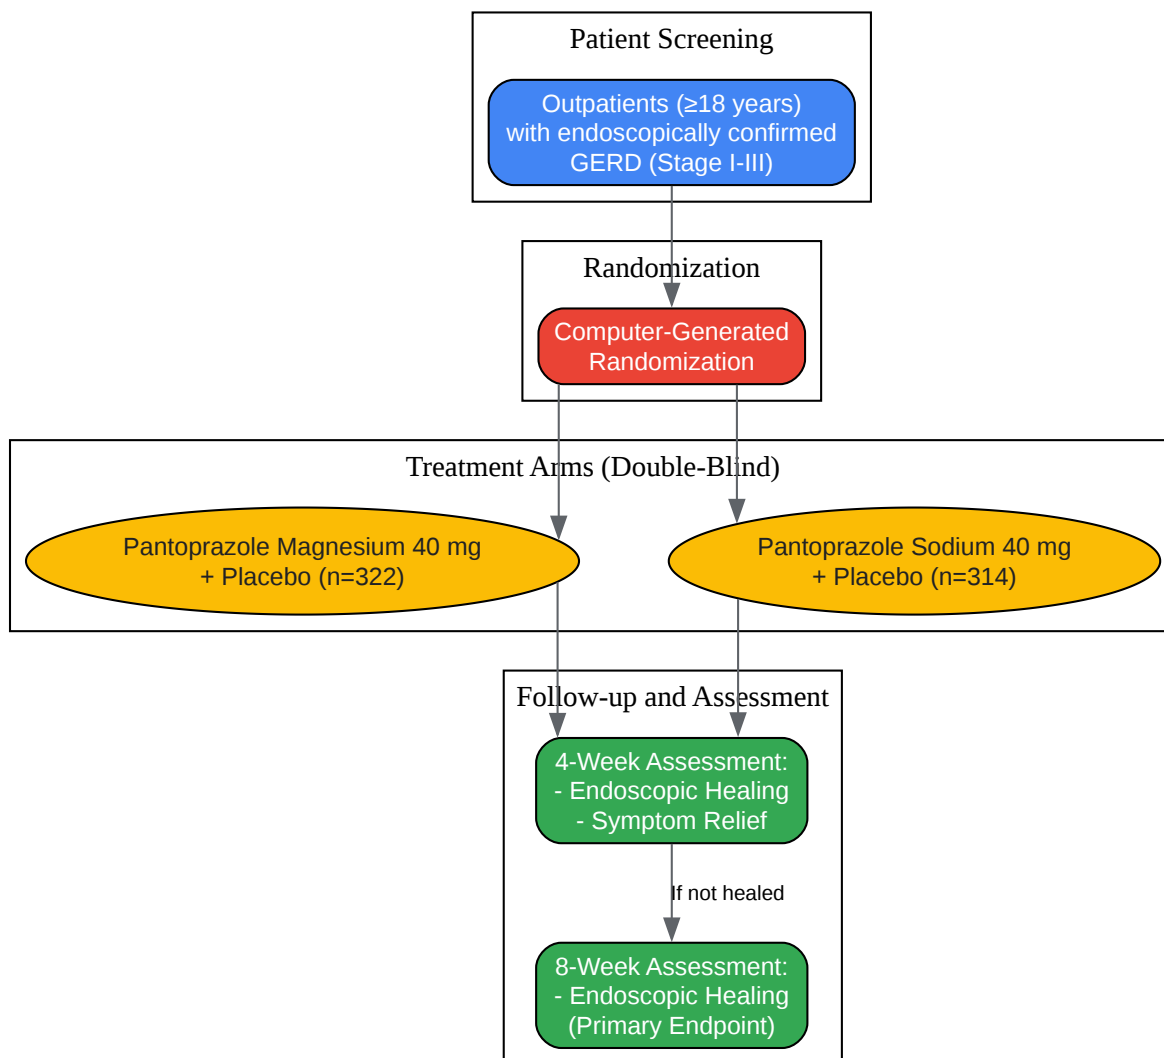 Patient Screening
Outpatients (≥18 years)
with endoscopically confirmed
GERD (Stage I-III)
Randomization
Computer-Generated
Randomization
Treatment Arms (Double-Blind)
Pantoprazole Magnesium 40 mg
+ Placebo (n=322)
Pantoprazole Sodium 40 mg
+ Placebo (n=314)
Follow-up and Assessment
4-Week Assessment:
- Endoscopic Healing
- Symptom Relief
If not healed
8-Week Assessment:
- Endoscopic Healing
(Primary Endpoint)